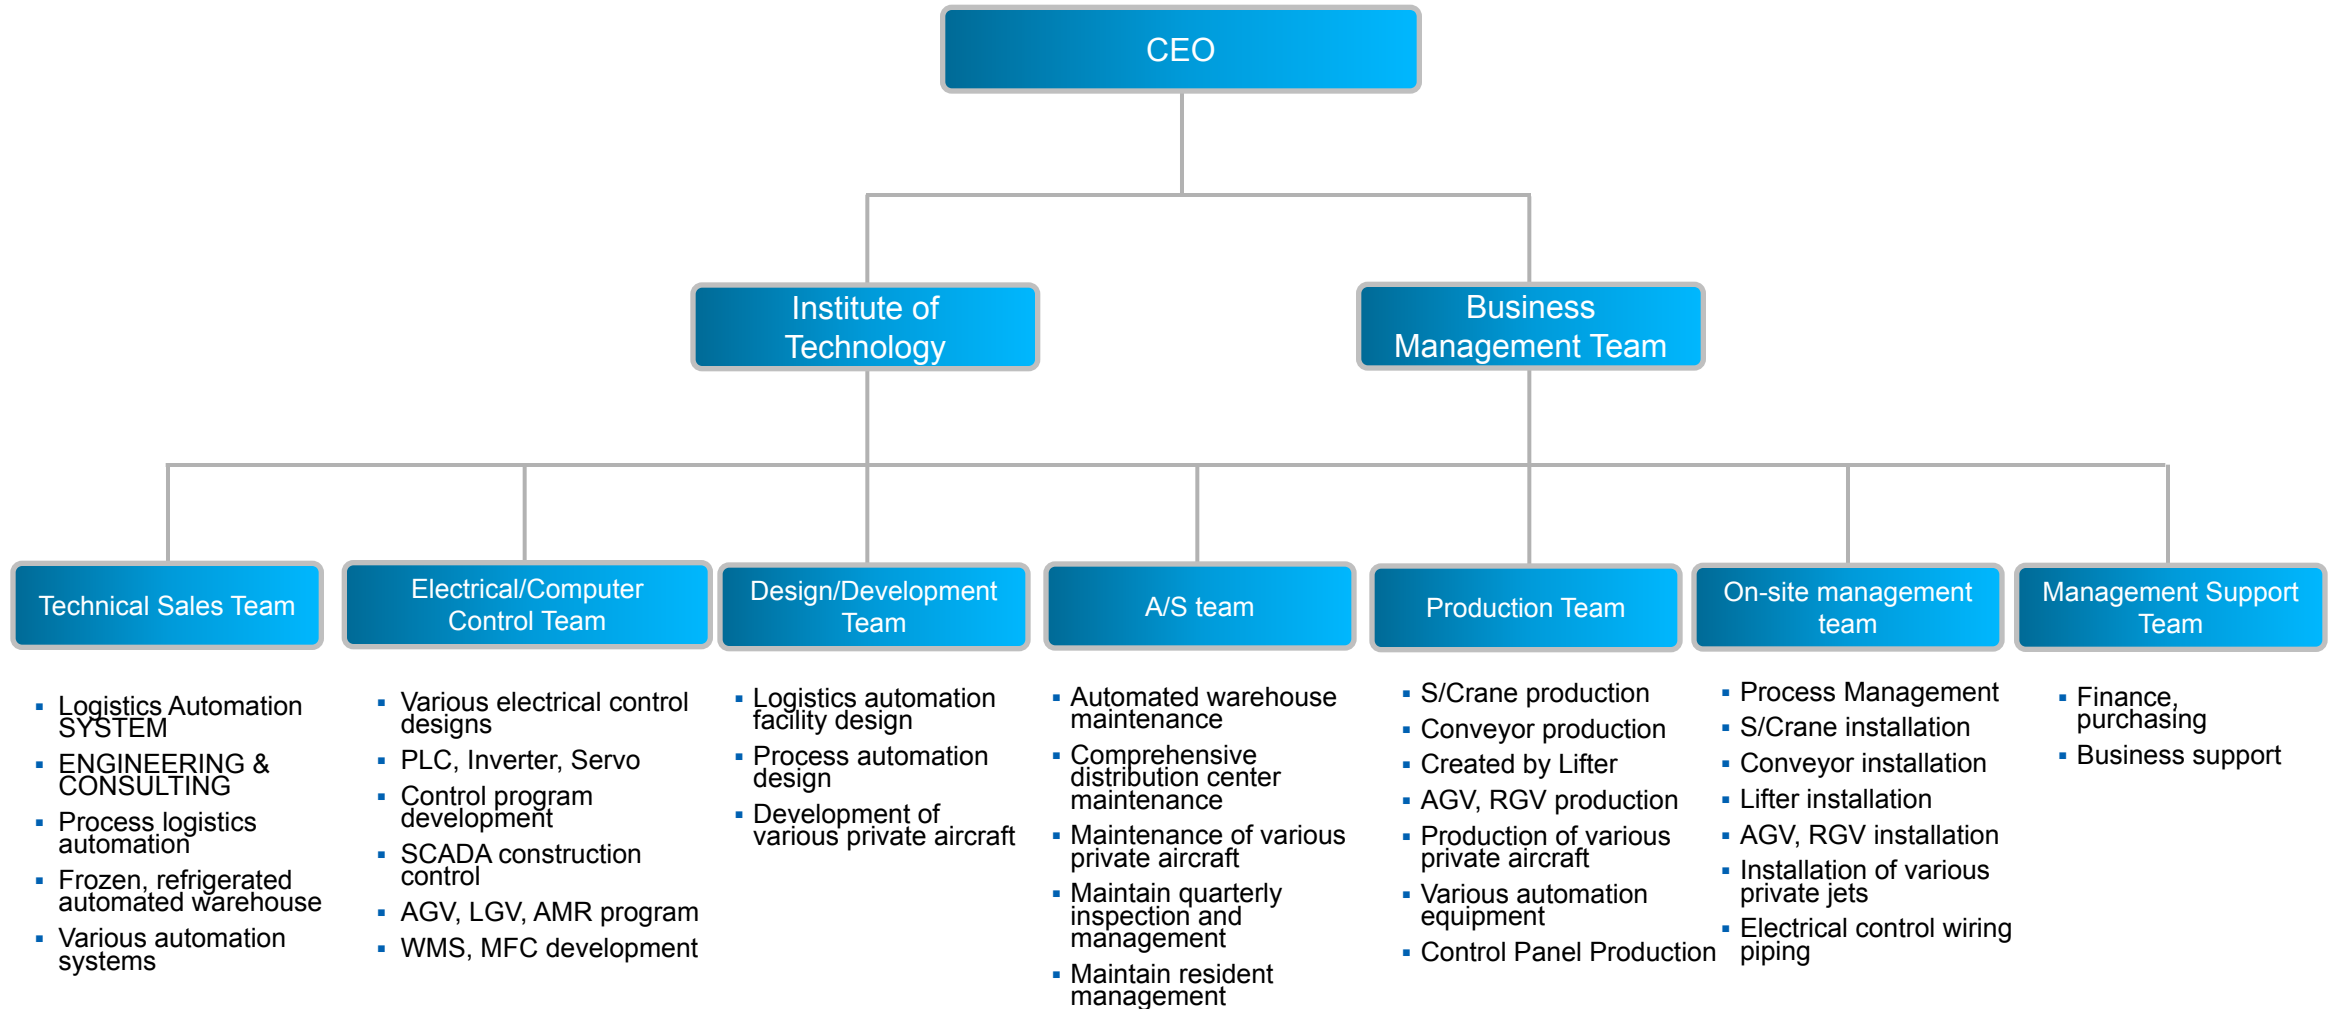 CEO
Institute of
Technology
Business
Management Team
Technical Sales Team
Electrical/Computer
Control Team
Design/Development
Team
A/S team
Production Team
On-site management
team
Management Support
Team
▪ Logistics Automation
SYSTEM
▪ ENGINEERING &
CONSULTING
▪ Process logistics
automation
▪ Frozen, refrigerated
automated warehouse
▪ Various automation
systems
▪ Various electrical control
designs
▪ PLC, Inverter, Servo
▪ Control program
development
▪ SCADA construction
control
▪ AGV, LGV, AMR program
▪ WMS, MFC development
▪ Logistics automation
facility design
▪ Process automation
design
▪ Development of
various private aircraft
▪ Automated warehouse
maintenance
▪ Comprehensive
distribution center
maintenance
▪ Maintenance of various
private aircraft
▪ Maintain quarterly
inspection and
management
▪ Maintain resident
management
▪ S/Crane production
▪ Conveyor production
▪ Created by Lifter
▪ AGV, RGV production
▪ Production of various
private aircraft
▪ Various automation
equipment
▪ Control Panel Production
▪ Process Management
▪ S/Crane installation
▪ Conveyor installation
▪ Lifter installation
▪ AGV, RGV installation
▪ Installation of various
private jets
▪ Electrical control wiring
piping
▪ Finance,
purchasing
▪ Business support